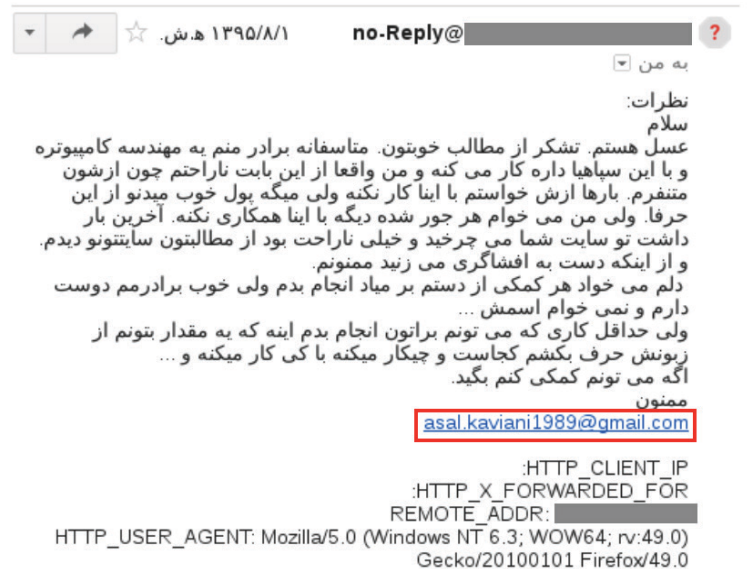 no-Reply@ ۱۳۹۵/۸/۱ ه‍.ش.
به من
نظرات:
سلام
عسل هستم. تشکر از مطالب خوبتون. متاسفانه برادر منم یه مهندسه کامپیوتره
و با این سپاهیا داره کار می کنه و من واقعا از این بابت ناراحتم چون ازشون
متنفرم. بارها ازش خواستم با اینا کار نکنه ولی میگه پول خوب میدنو از این
حرفا. ولی من می خوام هر جور شده دیگه با اینا همکاری نکنه. آخرین بار
داشت تو سایت شما می چرخید و خیلی ناراحت بود از مطالبتون سایتتونو دیدم.
و از اینکه دست به افشاگری می زنید ممنونم.
دلم می خواد هر کمکی از دستم بر میاد انجام بدم ولی خوب برادرمم دوست
دارم و نمی خوام اسمش ...
ولی حداقل کاری که می تونم براتون انجام بدم اینه که یه مقدار بتونم از
زبونش حرف بکشم کجاست و چیکار میکنه با کی کار میکنه و ...
اگه می تونم کمکی کنم بگید.
ممنون
asal.kaviani1989@gmail.com
:HTTP_CLIENT_IP
:HTTP_X_FORWARDED_FOR
REMOTE_ADDR:
HTTP_USER_AGENT: Mozilla/5.0 (Windows NT 6.3; WOW64; rv:49.0)
Gecko/20100101 Firefox/49.0